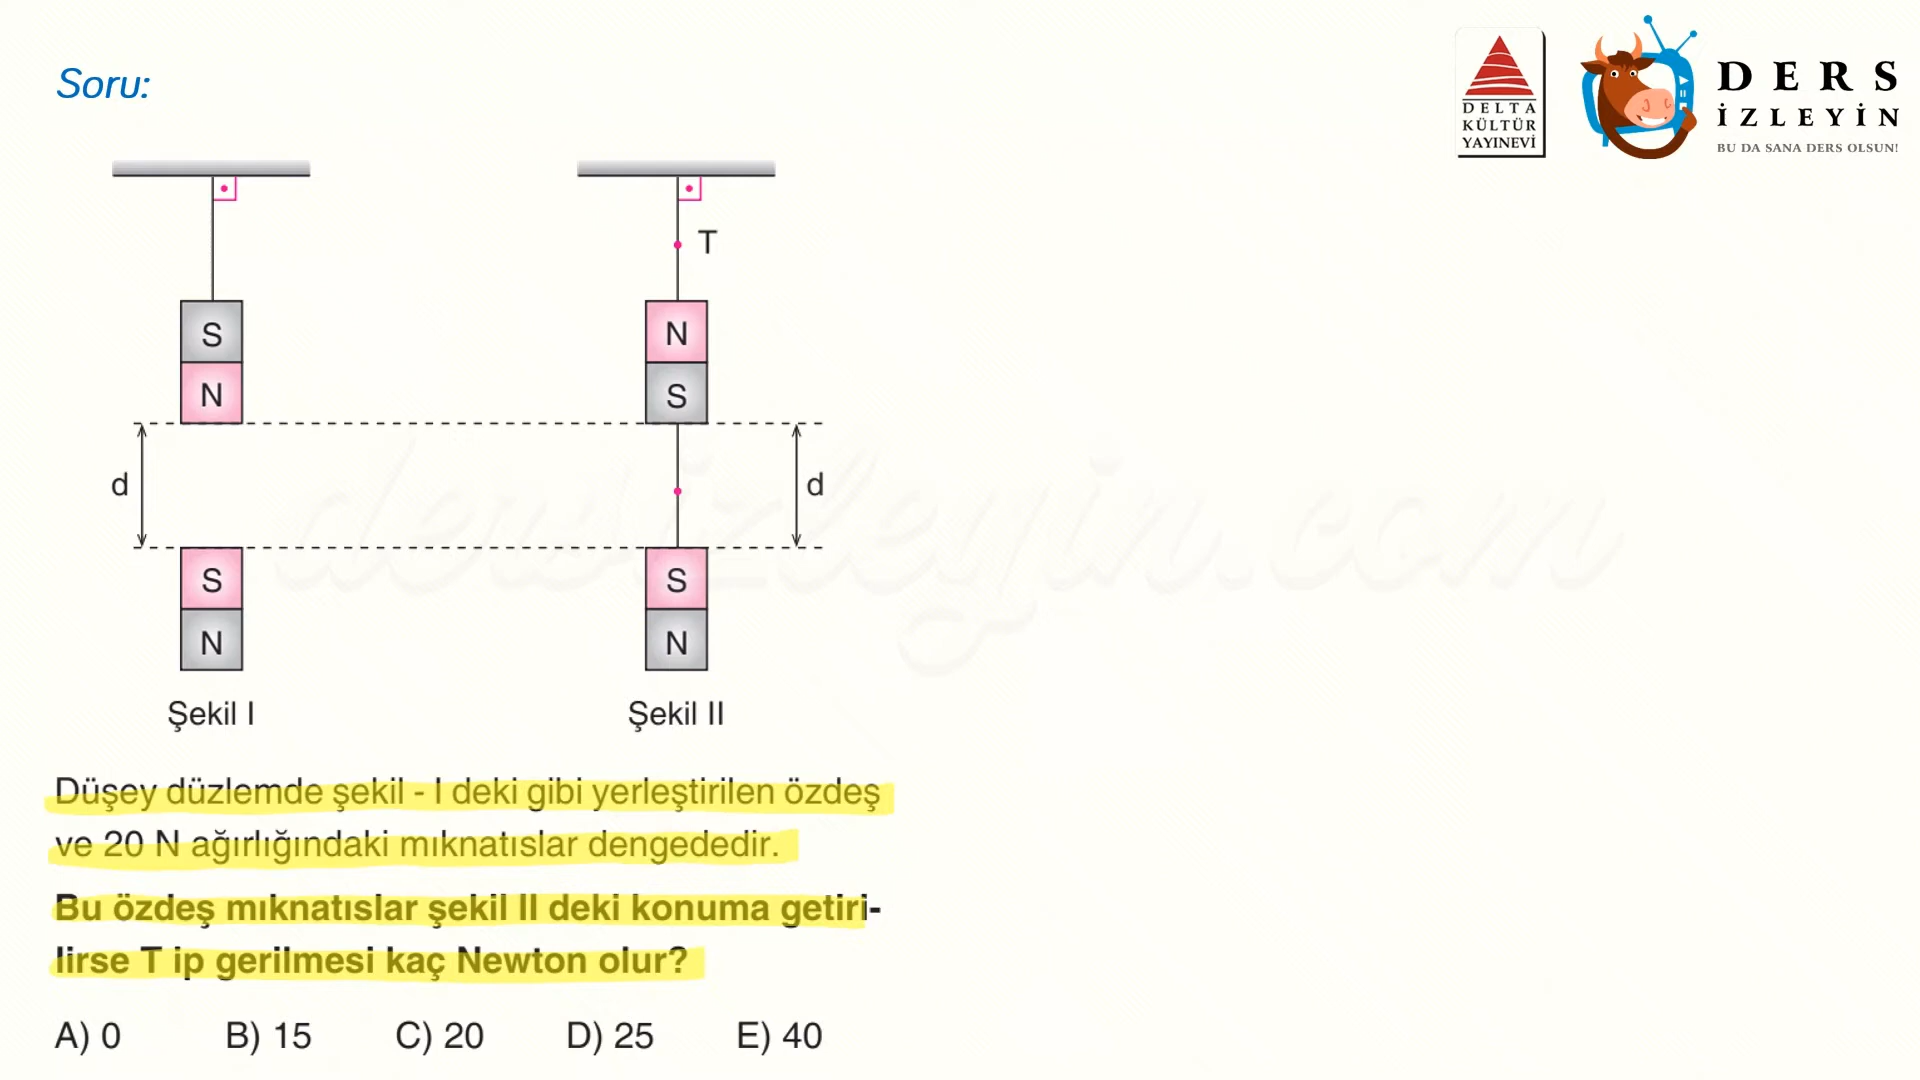 Soru:
DELTA
KÜLTÜR
YAYINEVİ
DERS
İZLEYİN
BU DA SANA DERS OLSUN!
T
S
N
N
S
d
d
S
N
S
N
Şekil I
Şekil II
dersizleyin.com
Düşey düzlemde şekil - I deki gibi yerleştirilen özdeş
ve 20 N ağırlığındaki mıknatıslar dengededir.
Bu özdeş mıknatıslar şekil II deki konuma getiri-
lirse T ip gerilmesi kaç Newton olur?
A) 0 B) 15 C) 20 D) 25 E) 40